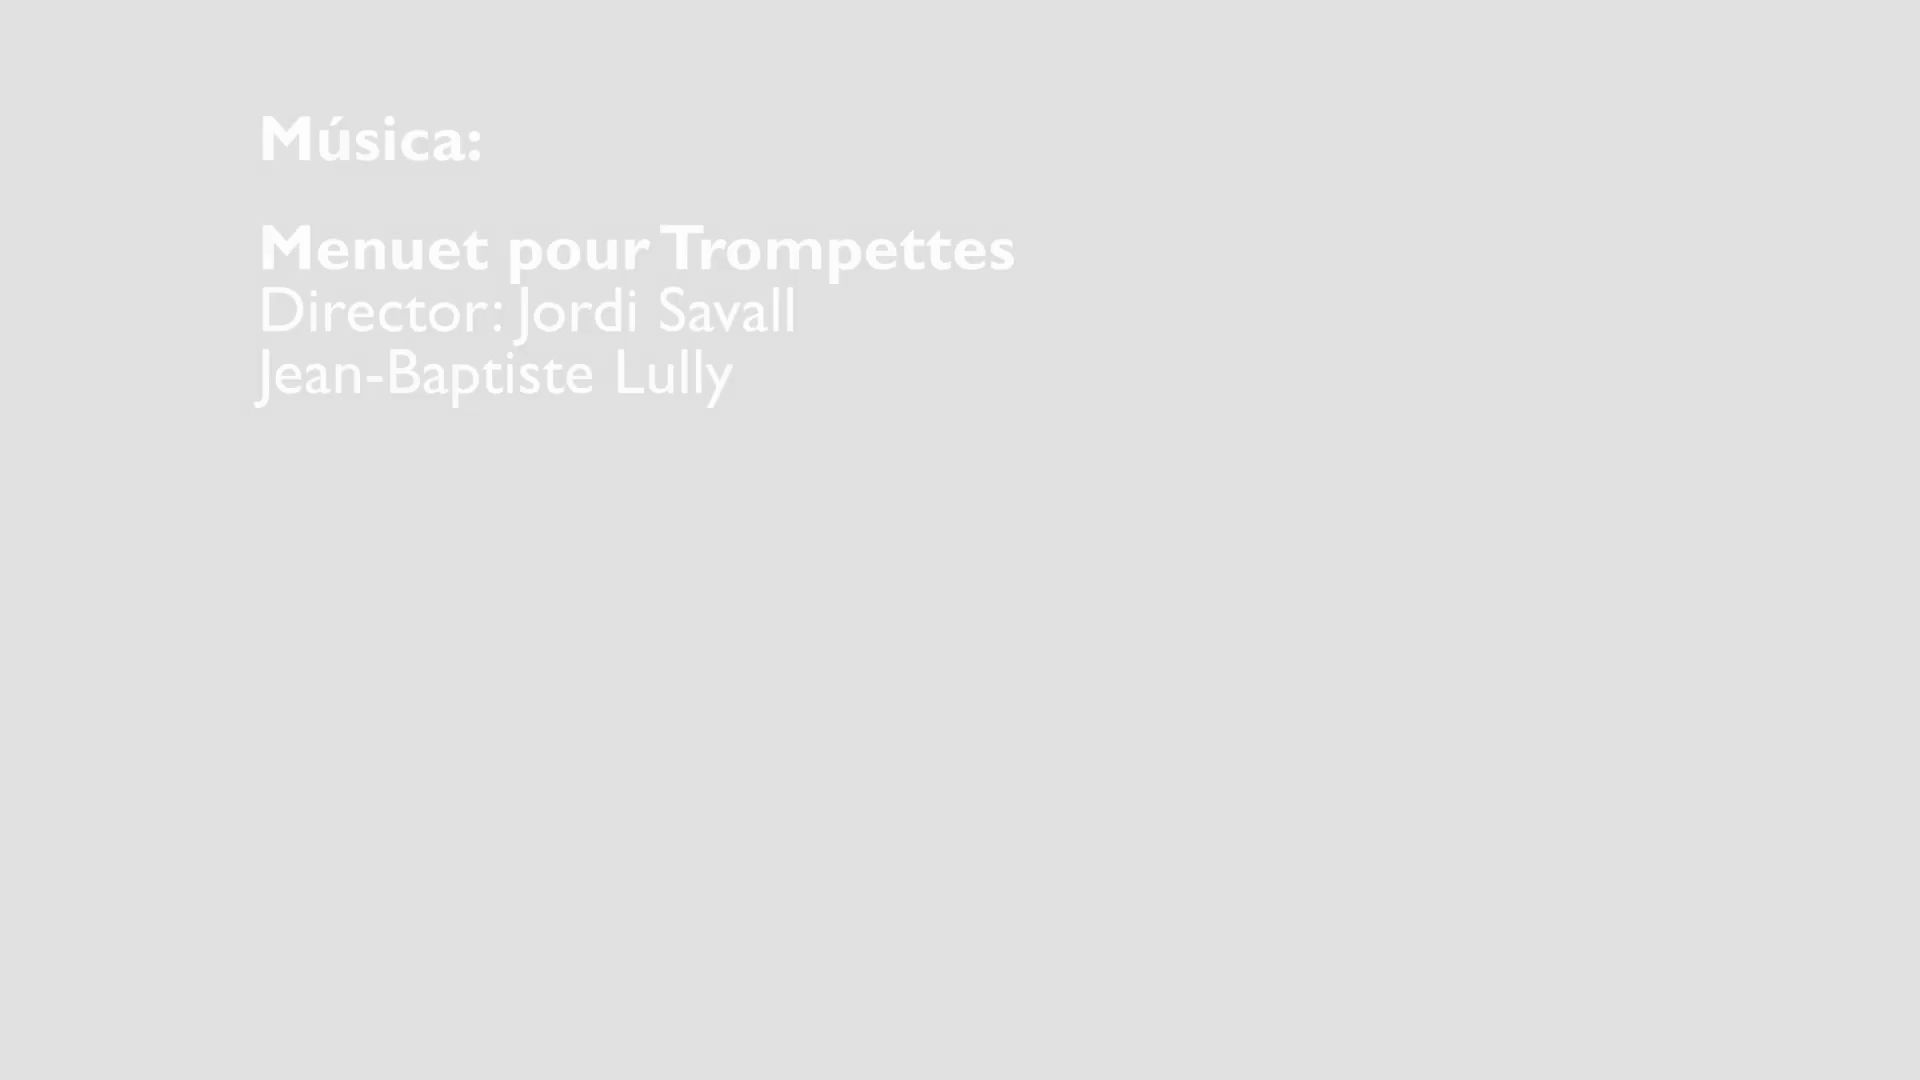 Música:
Menuet pour Trompettes
Director: Jordi Savall
Jean-Baptiste Lully